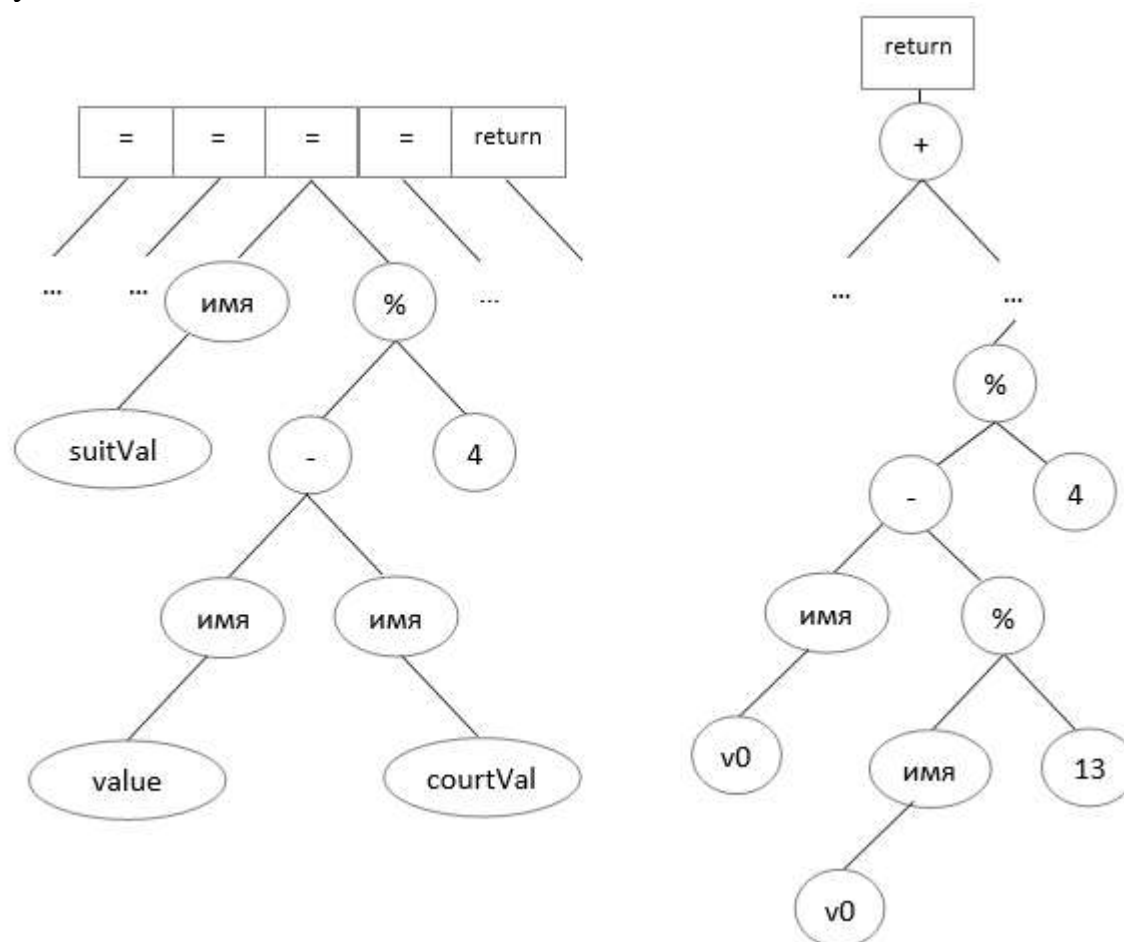 return
= = = = return
+
... ... имя % ... ... ...
%
suitVal - 4
- 4
имя имя имя %
value courtVal v0 имя 13
v0